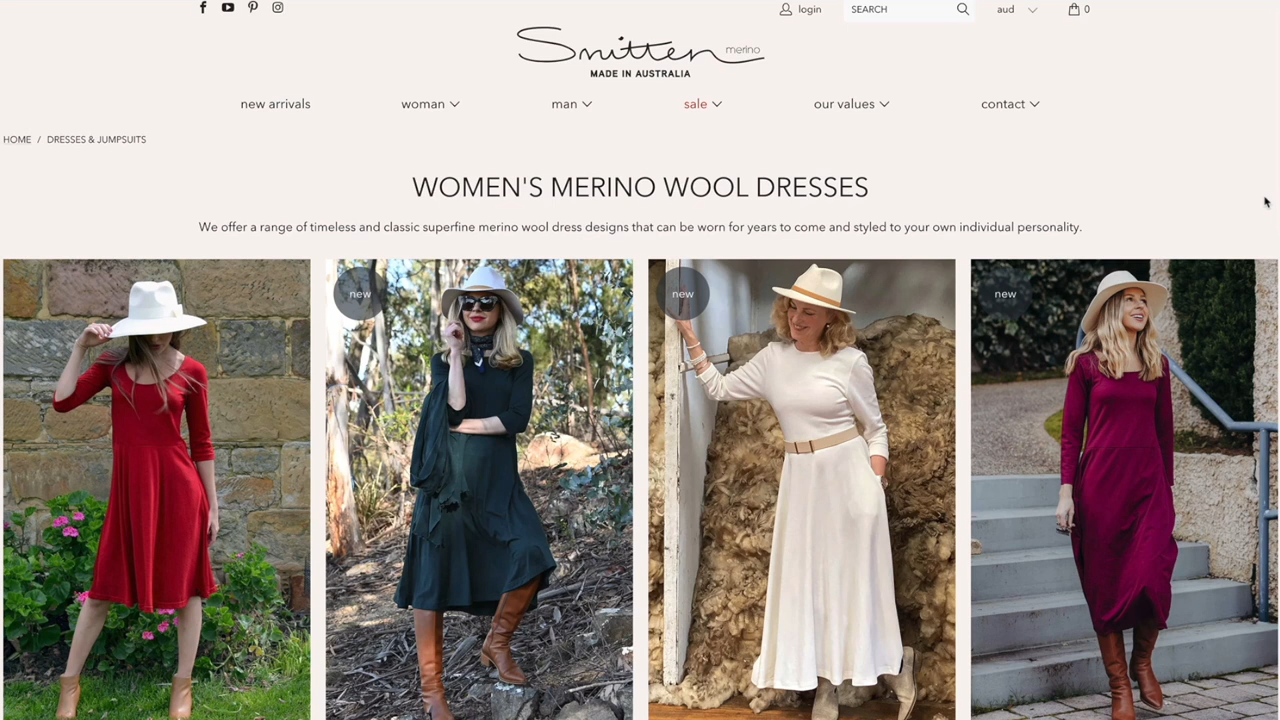 login
SEARCH
aud
0
Smitten merino
MADE IN AUSTRALIA
new arrivals
woman
man
sale
our values
contact
HOME / DRESSES & JUMPSUITS
WOMEN'S MERINO WOOL DRESSES
We offer a range of timeless and classic superfine merino wool dress designs that can be worn for years to come and styled to your own individual personality.
new
new
new